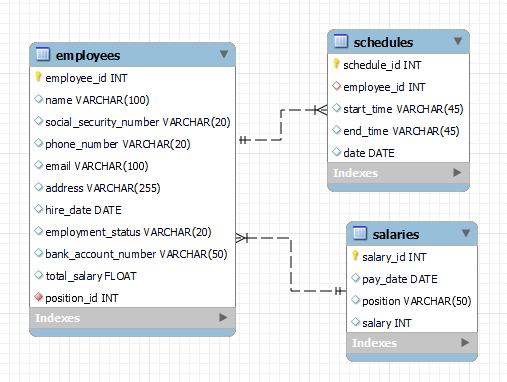 employees
employee_id INT
name VARCHAR(100)
social_security_number VARCHAR(20)
phone_number VARCHAR(20)
email VARCHAR(100)
address VARCHAR(255)
hire_date DATE
employment_status VARCHAR(20)
bank_account_number VARCHAR(50)
total_salary FLOAT
position_id INT
Indexes
schedules
schedule_id INT
employee_id INT
start_time VARCHAR(45)
end_time VARCHAR(45)
date DATE
Indexes
salaries
salary_id INT
pay_date DATE
position VARCHAR(50)
salary INT
Indexes